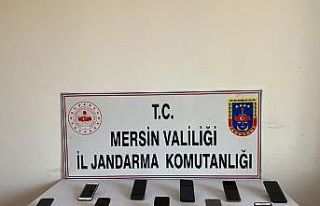 T.C.
MERSİN VALİLİĞİ
İL JANDARMA KOMUTANLIĞI